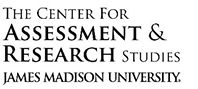 THE CENTER FOR
ASSESSMENT &
RESEARCH STUDIES
JAMES MADISON UNIVERSITY.